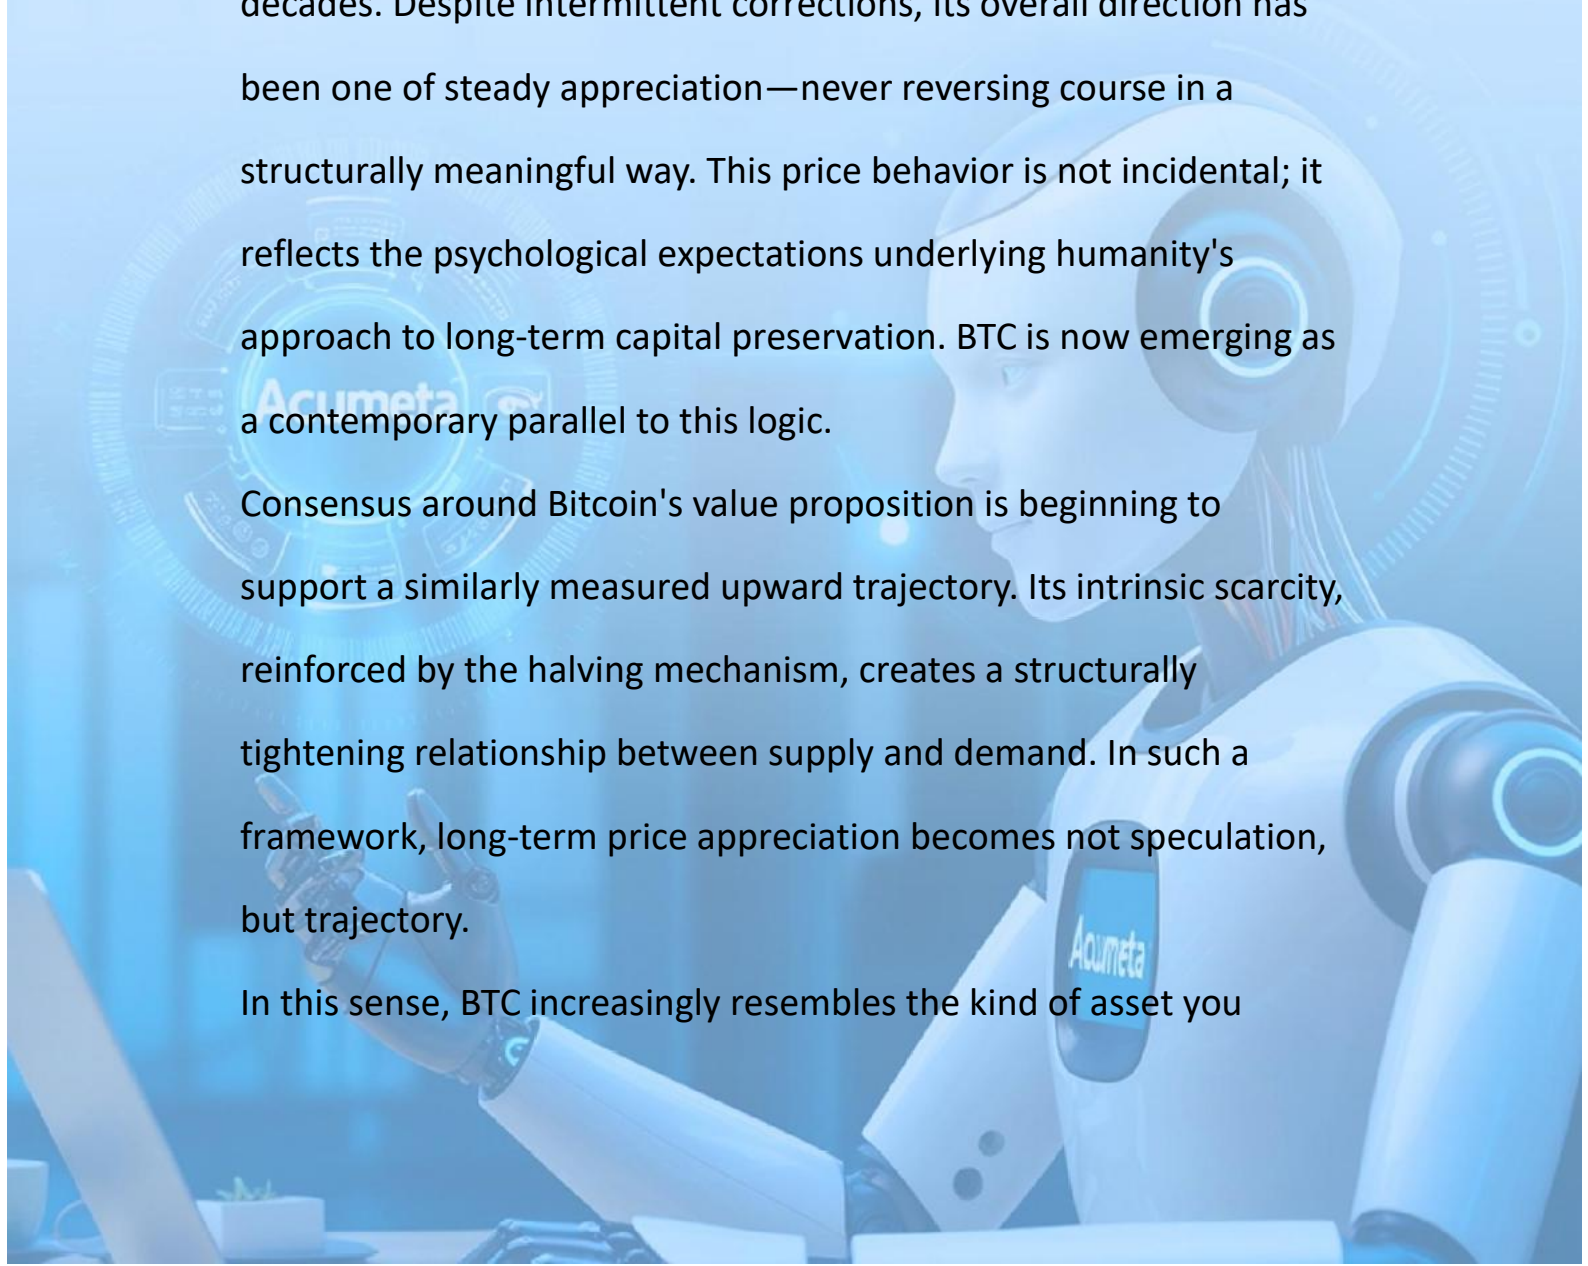 decades. Despite intermittent corrections, its overall direction has
been one of steady appreciation—never reversing course in a
structurally meaningful way. This price behavior is not incidental; it
reflects the psychological expectations underlying humanity's
approach to long-term capital preservation. BTC is now emerging as
Acumeta
a contemporary parallel to this logic.
Consensus around Bitcoin's value proposition is beginning to
support a similarly measured upward trajectory. Its intrinsic scarcity,
reinforced by the halving mechanism, creates a structurally
tightening relationship between supply and demand. In such a
framework, long-term price appreciation becomes not speculation,
but trajectory.
Acumeta
In this sense, BTC increasingly resembles the kind of asset you